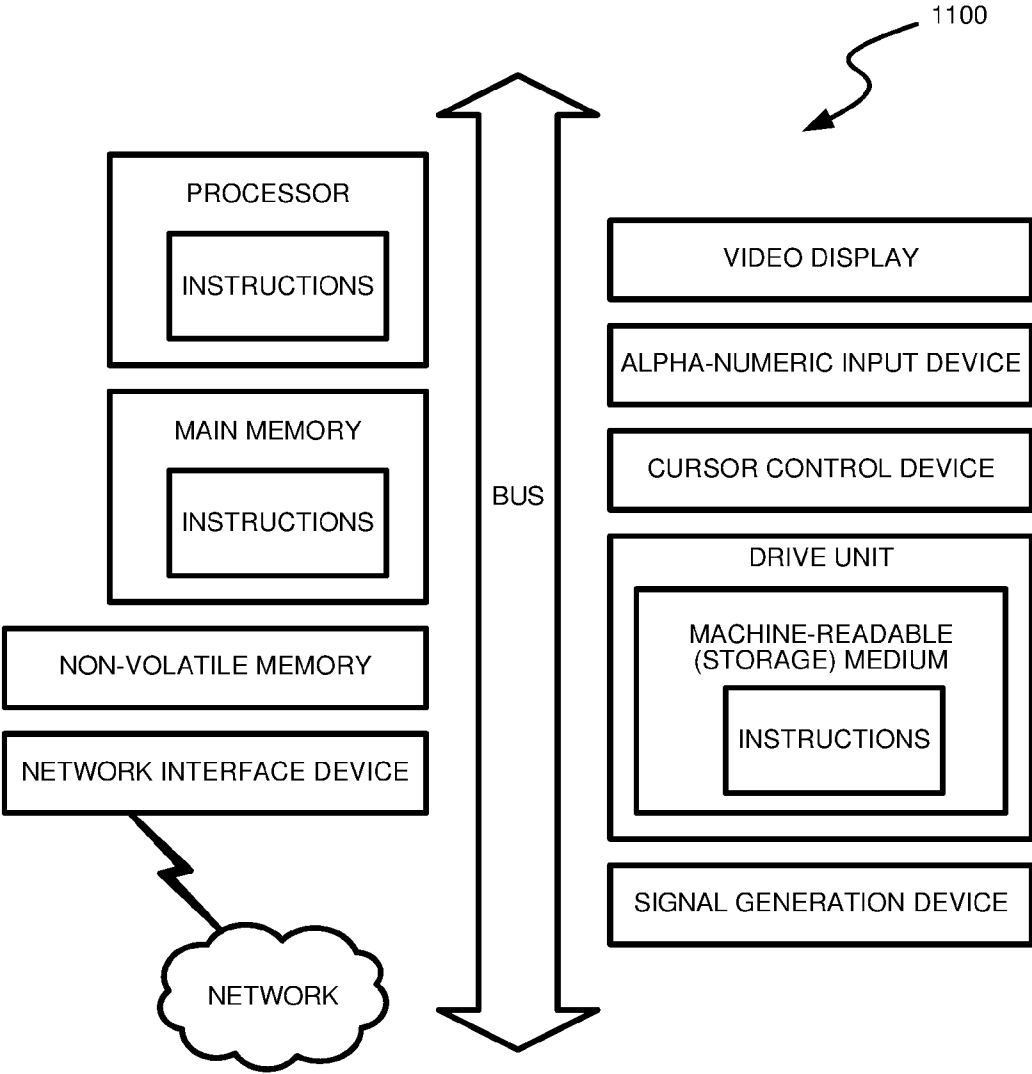 1100
PROCESSOR
INSTRUCTIONS
MAIN MEMORY
INSTRUCTIONS
NON-VOLATILE MEMORY
NETWORK INTERFACE DEVICE
NETWORK
BUS
VIDEO DISPLAY
ALPHA-NUMERIC INPUT DEVICE
CURSOR CONTROL DEVICE
DRIVE UNIT
MACHINE-READABLE
(STORAGE) MEDIUM
INSTRUCTIONS
SIGNAL GENERATION DEVICE